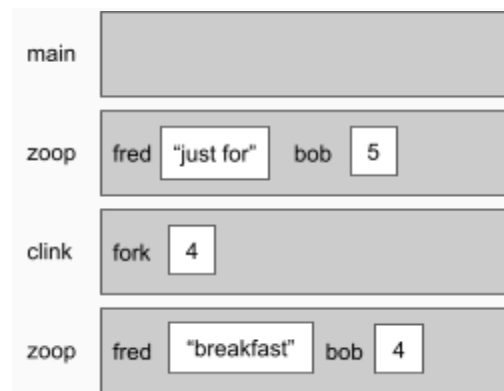 main
zoop fred “just for” bob 5
clink fork 4
zoop fred “breakfast” bob 4